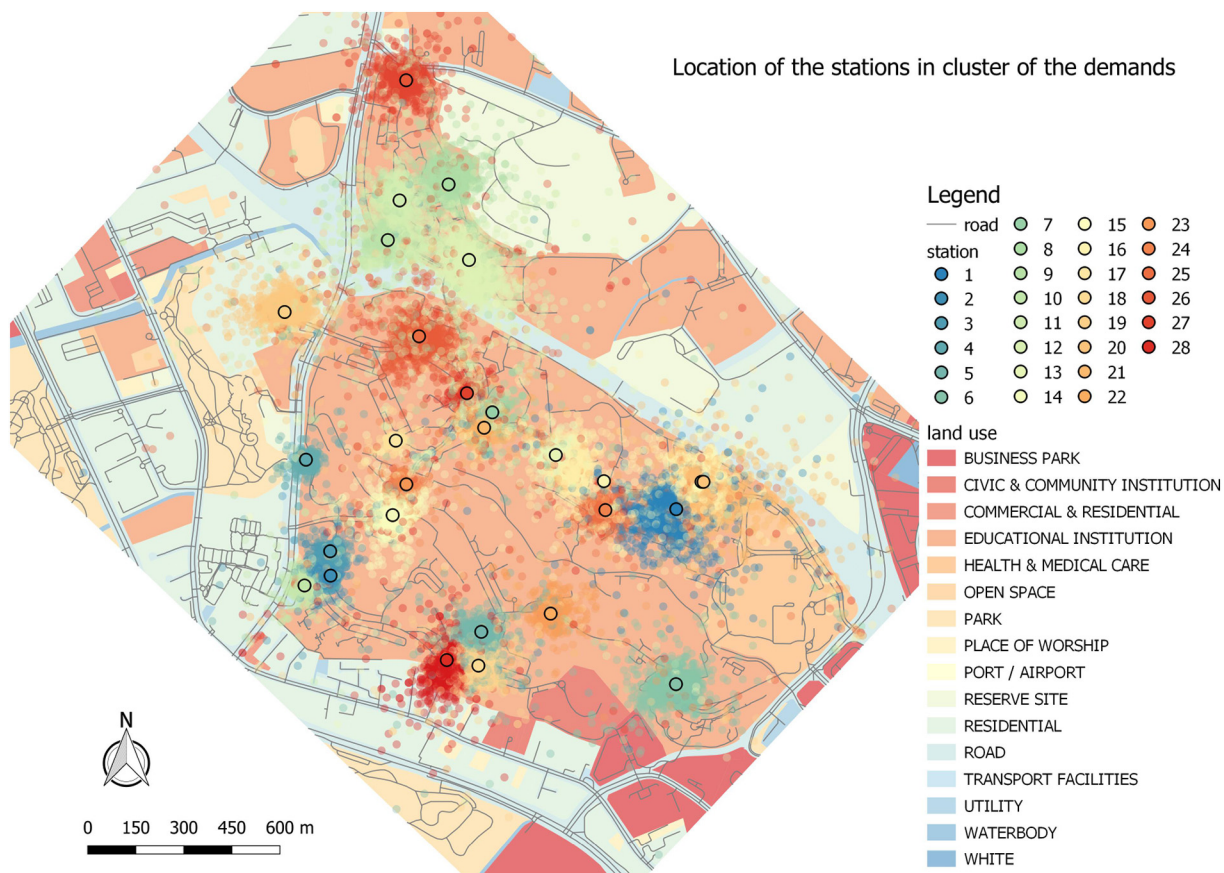 Location of the stations in cluster of the demands
Legend
road
station
1
2
3
4
5
6
7
8
9
10
11
12
13
14
15
16
17
18
19
20
21
22
23
24
25
26
27
28
land use
BUSINESS PARK
CIVIC & COMMUNITY INSTITUTION
COMMERCIAL & RESIDENTIAL
EDUCATIONAL INSTITUTION
HEALTH & MEDICAL CARE
OPEN SPACE
PARK
PLACE OF WORSHIP
PORT / AIRPORT
RESERVE SITE
RESIDENTIAL
ROAD
TRANSPORT FACILITIES
UTILITY
WATERBODY
WHITE
N
0 150 300 450 600 m